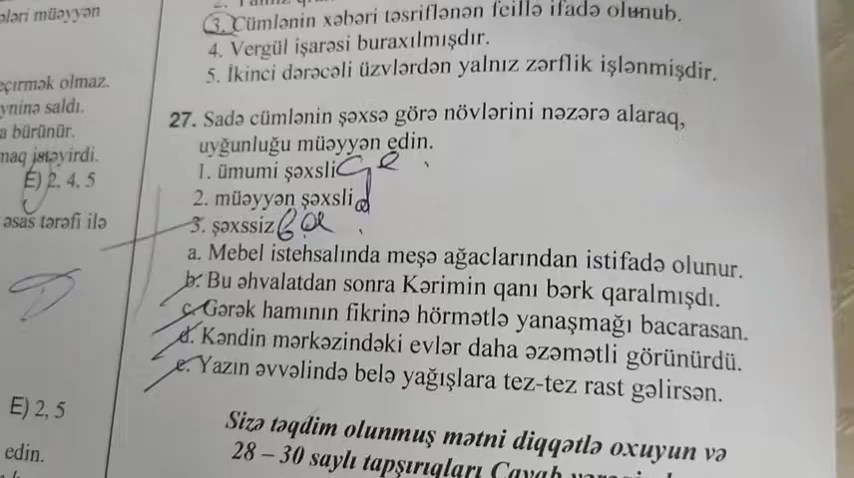 ələri müəyyən
eçırmək olmaz.
yninə saldı.
a bürünür.
naq istəyirdi.
E) 2, 4, 5
əsas tərəfi ilə
E) 2, 5
edin.
3. Cümlənin xəbəri təsriflənən feillə ifadə olunub.
4. Vergül işarəsi buraxılmışdır.
5. İkinci dərəcəli üzvlərdən yalnız zərflik işlənmişdir.
27. Sadə cümlənin şəxsə görə növlərini nəzərə alaraq,
uyğunluğu müəyyən edin.
1. ümumi şəxsli c e
2. müəyyən şəxsli d
3. şəxssiz b a
a. Mebel istehsalında meşə ağaclarından istifadə olunur.
b. Bu əhvalatdan sonra Kərimin qanı bərk qaralmışdı.
c. Gərək hamının fikrinə hörmətlə yanaşmağı bacarasan.
d. Kəndin mərkəzindəki evlər daha əzəmətli görünürdü.
e. Yazın əvvəlində belə yağışlara tez-tez rast gəlirsən.
Sizə təqdim olunmuş mətni diqqətlə oxuyun və
28 – 30 saylı tapşırıqları